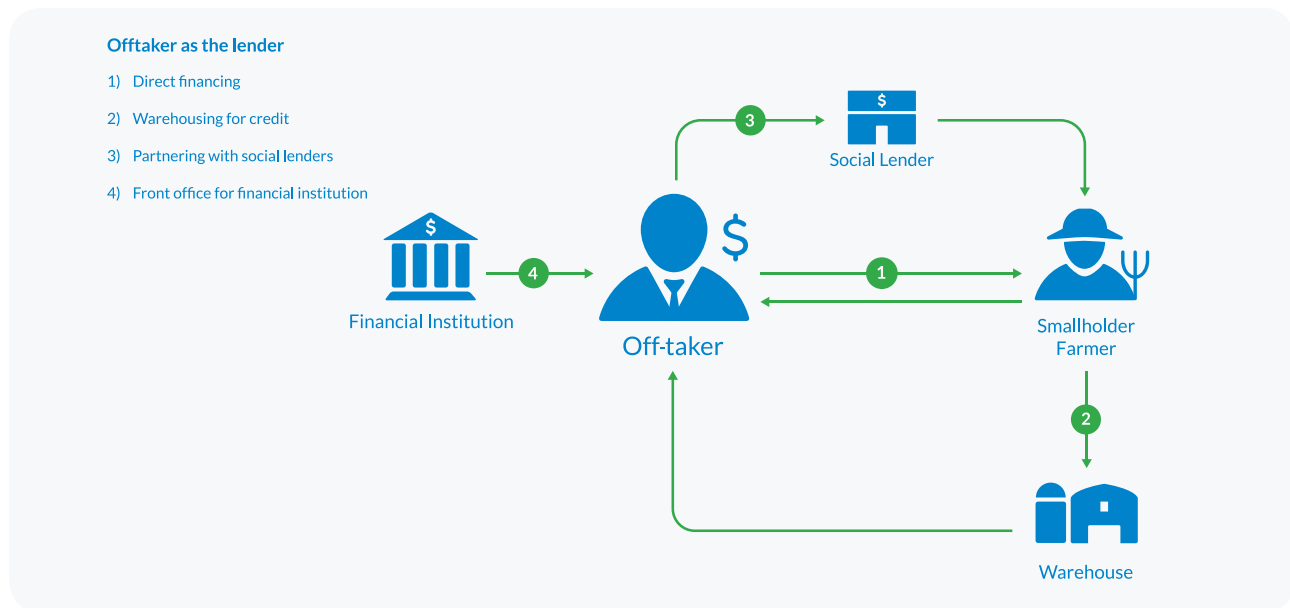 Offtaker as the lender
1) Direct financing
2) Warehousing for credit
3) Partnering with social lenders
4) Front office for financial institution
$
3
Social Lender
$
Financial Institution
4
$
Off-taker
1
Smallholder
Farmer
2
Warehouse